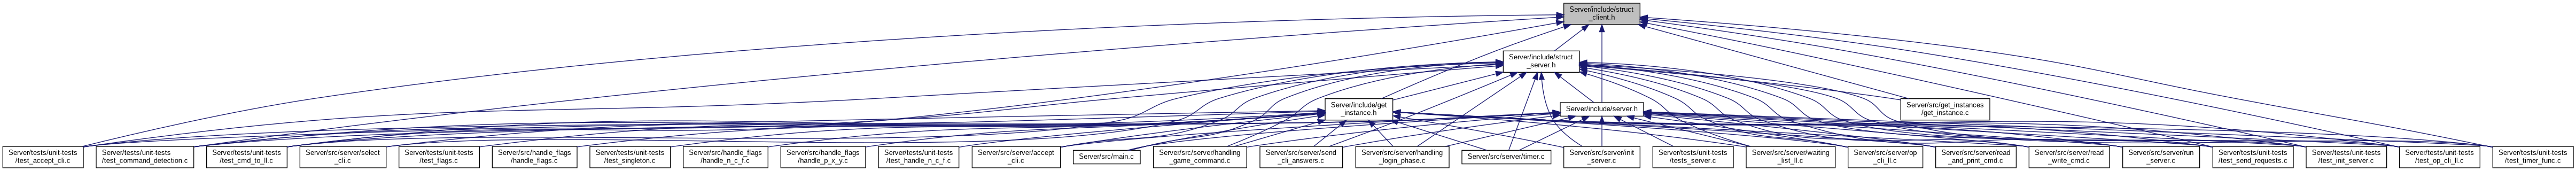 Server/include/struct
_client.h
Server/include/struct
_server.h
Server/include/get
_instance.h
Server/include/server.h
Server/src/get_instances
/get_instance.c
Server/tests/unit-tests
/test_accept_cli.c
Server/tests/unit-tests
/test_command_detection.c
Server/tests/unit-tests
/test_cmd_to_ll.c
Server/src/server/select
_cli.c
Server/tests/unit-tests
/test_flags.c
Server/src/handle_flags
/handle_flags.c
Server/tests/unit-tests
/test_singleton.c
Server/src/handle_flags
/handle_n_c_f.c
Server/src/handle_flags
/handle_p_x_y.c
Server/tests/unit-tests
/test_handle_n_c_f.c
Server/src/server/accept
_cli.c
Server/src/main.c
Server/src/server/handling
_game_command.c
Server/src/server/send
_cli_answers.c
Server/src/server/handling
_login_phase.c
Server/src/server/timer.c
Server/src/server/init
_server.c
Server/tests/unit-tests
/tests_server.c
Server/src/server/waiting
_list_ll.c
Server/src/server/op
_cli_ll.c
Server/src/server/read
_and_print_cmd.c
Server/src/server/read
_write_cmd.c
Server/src/server/run
_server.c
Server/tests/unit-tests
/test_send_requests.c
Server/tests/unit-tests
/test_init_server.c
Server/tests/unit-tests
/test_op_cli_ll.c
Server/tests/unit-tests
/test_timer_func.c